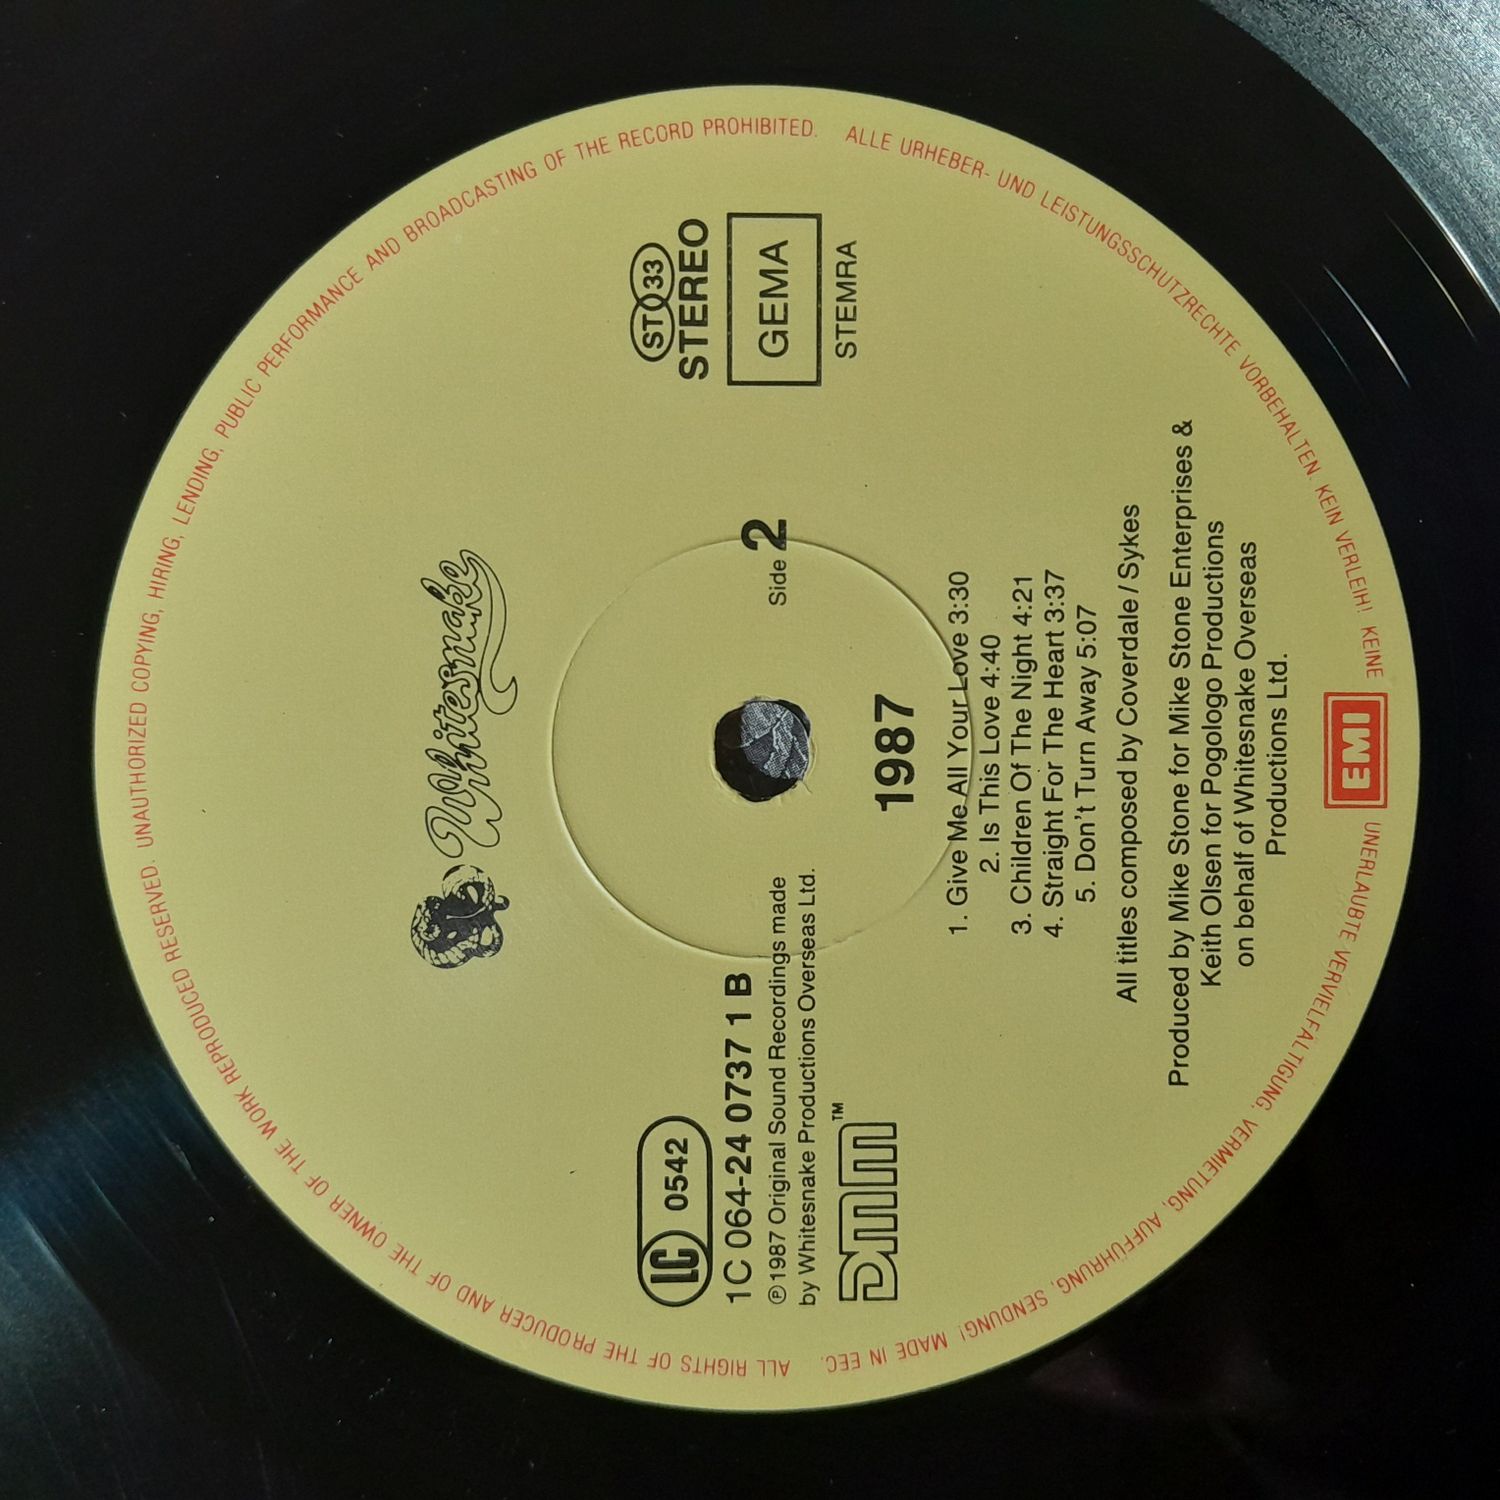 Whitesnake
LC 0542
1C 064-24 0737 1 B
℗ 1987 Original Sound Recordings made
by Whitesnake Productions Overseas Ltd.
DMM™
Side 2
ST 33
STEREO
GEMA
STEMRA
1987
1. Give Me All Your Love 3:30
2. Is This Love 4:40
3. Children Of The Night 4:21
4. Straight For The Heart 3:37
5. Don't Turn Away 5:07
All titles composed by Coverdale / Sykes
Produced by Mike Stone for Mike Stone Enterprises &
Keith Olsen for Pogologo Productions
on behalf of Whitesnake Overseas
Productions Ltd.
EMI
ALL RIGHTS OF THE PRODUCER AND OF THE OWNER OF THE WORK REPRODUCED RESERVED. UNAUTHORIZED COPYING, HIRING, LENDING, PUBLIC PERFORMANCE AND BROADCASTING OF THE RECORD PROHIBITED.
ALLE URHEBER- UND LEISTUNGSSCHUTZRECHTE VORBEHALTEN. KEIN VERLEIH! KEINE UNERLAUBTE VERVIELFÄLTIGUNG, VERMIETUNG, AUFFÜHRUNG, SENDUNG! MADE IN EEC.